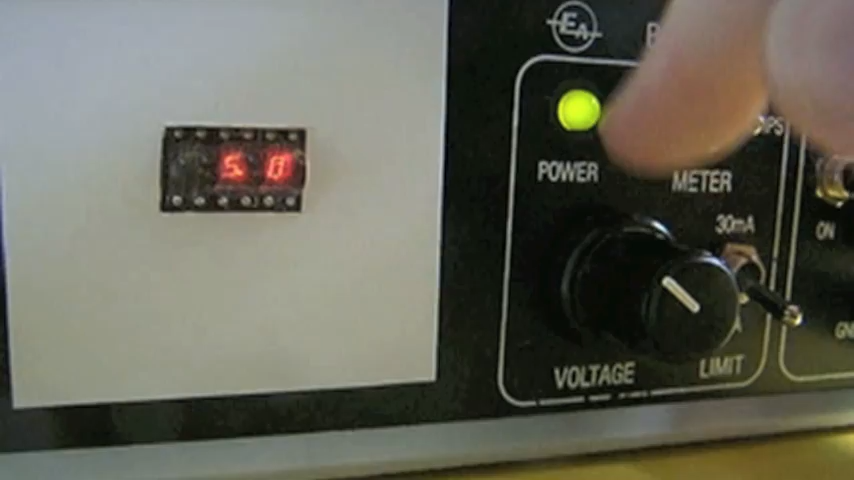 5.0
EA
POWER
METER
30mA
ON
VOLTAGE
LIMIT